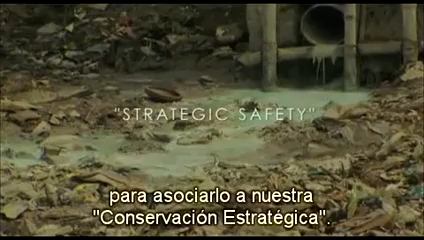 "STRATEGIC SAFETY"
para asociarlo a nuestra
"Conservación Estratégica".